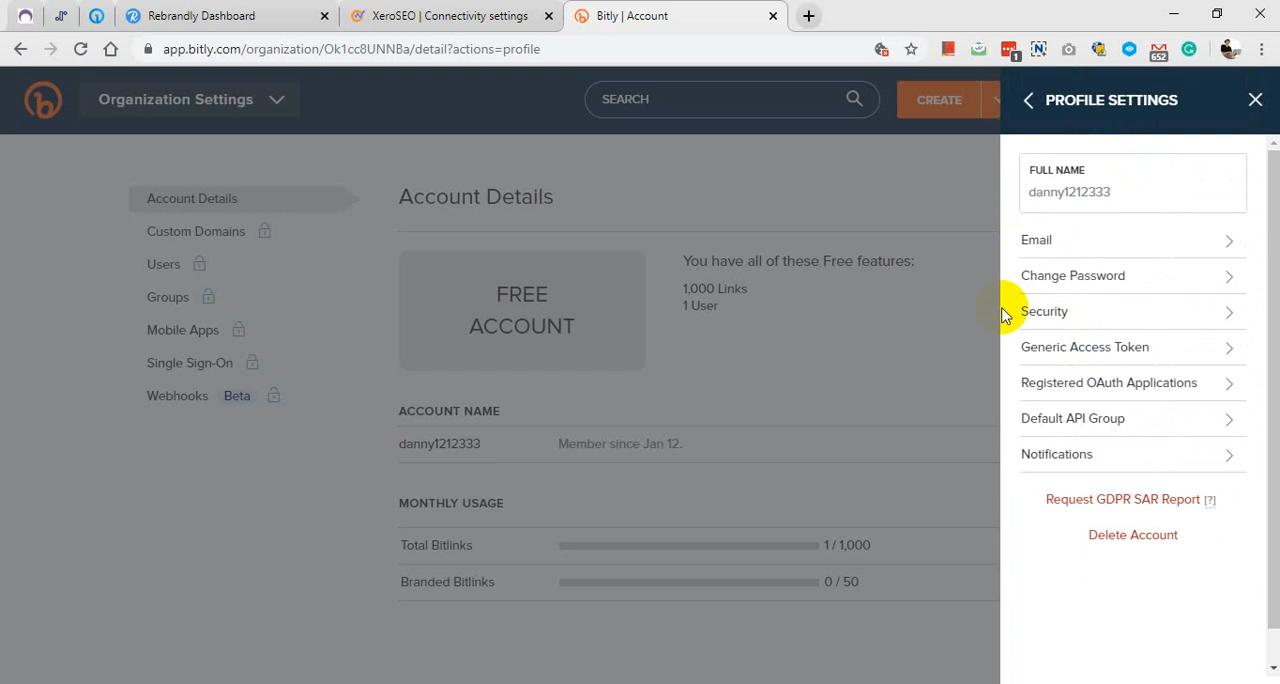 Rebrandly Dashboard
XeroSEO | Connectivity settings
Bitly | Account
app.bitly.com/organization/Ok1cc8UNNBa/detail?actions=profile
1
652
Organization Settings
SEARCH
CREATE
PROFILE SETTINGS
Account Details
Custom Domains
Users
Groups
Mobile Apps
Single Sign-On
Webhooks Beta
Account Details
FREE
ACCOUNT
You have all of these Free features:
1,000 Links
1 User
ACCOUNT NAME
danny1212333 Member since Jan 12.
MONTHLY USAGE
Total Bitlinks 1 / 1,000
Branded Bitlinks 0 / 50
FULL NAME
danny1212333
Email
Change Password
Security
Generic Access Token
Registered OAuth Applications
Default API Group
Notifications
Request GDPR SAR Report [?]
Delete Account